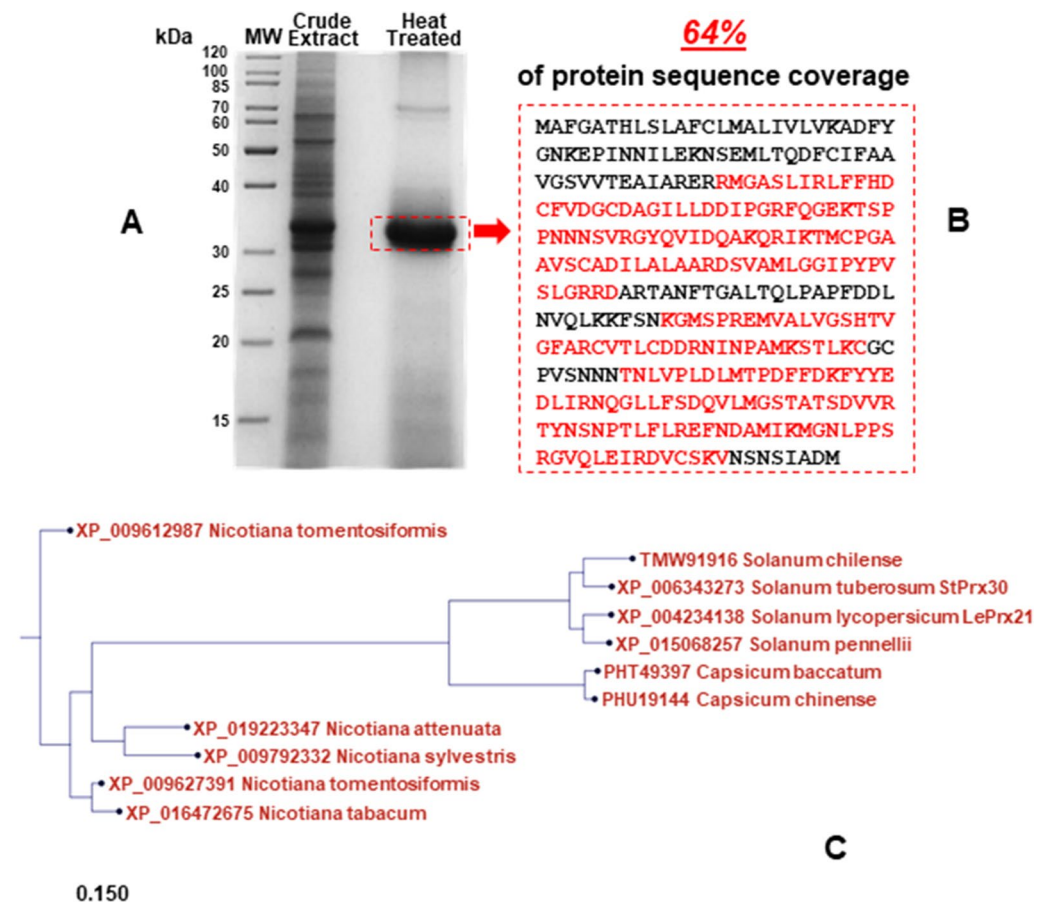 kDa
MW
Crude Extract
Heat Treated
120
100
85
70
60
50
40
30
25
20
15
A
64%
of protein sequence coverage
MAFGATHLSLAFCLMALIVLVKADFY
GNKEPINNILEKNSEMLTQDFCIFAA
VGSVVTEAIARERRMGASLIRLFFHD
CFVDGCDAGILLDDIPGRFQGEKTSP
PNNNSVRGYQVIDQAKQRIKTMCPGA
AVSCADILALAARDSVAMLGGIPYPV
SLGRRDARTANFTGALTQLPAPFDDL
NVQLKKFSNKGMSPREMVALVGSHTV
GFARCVTLCDDRNINPAMKSTLKCGC
PVSNNNTNLVPLDLMTPDFFDKFYYE
DLIRNQGLLFSDQVLMGSTATSDVVR
TYNSNPTLFLREFNDAMIKMGNLPPS
RGVQLEIRDVCSKVNSNSIADM
B
XP_009612987 Nicotiana tomentosiformis
TMW91916 Solanum chilense
XP_006343273 Solanum tuberosum StPrx30
XP_004234138 Solanum lycopersicum LePrx21
XP_015068257 Solanum pennellii
PHT49397 Capsicum baccatum
PHU19144 Capsicum chinense
XP_019223347 Nicotiana attenuata
XP_009792332 Nicotiana sylvestris
XP_009627391 Nicotiana tomentosiformis
XP_016472675 Nicotiana tabacum
C
0.150